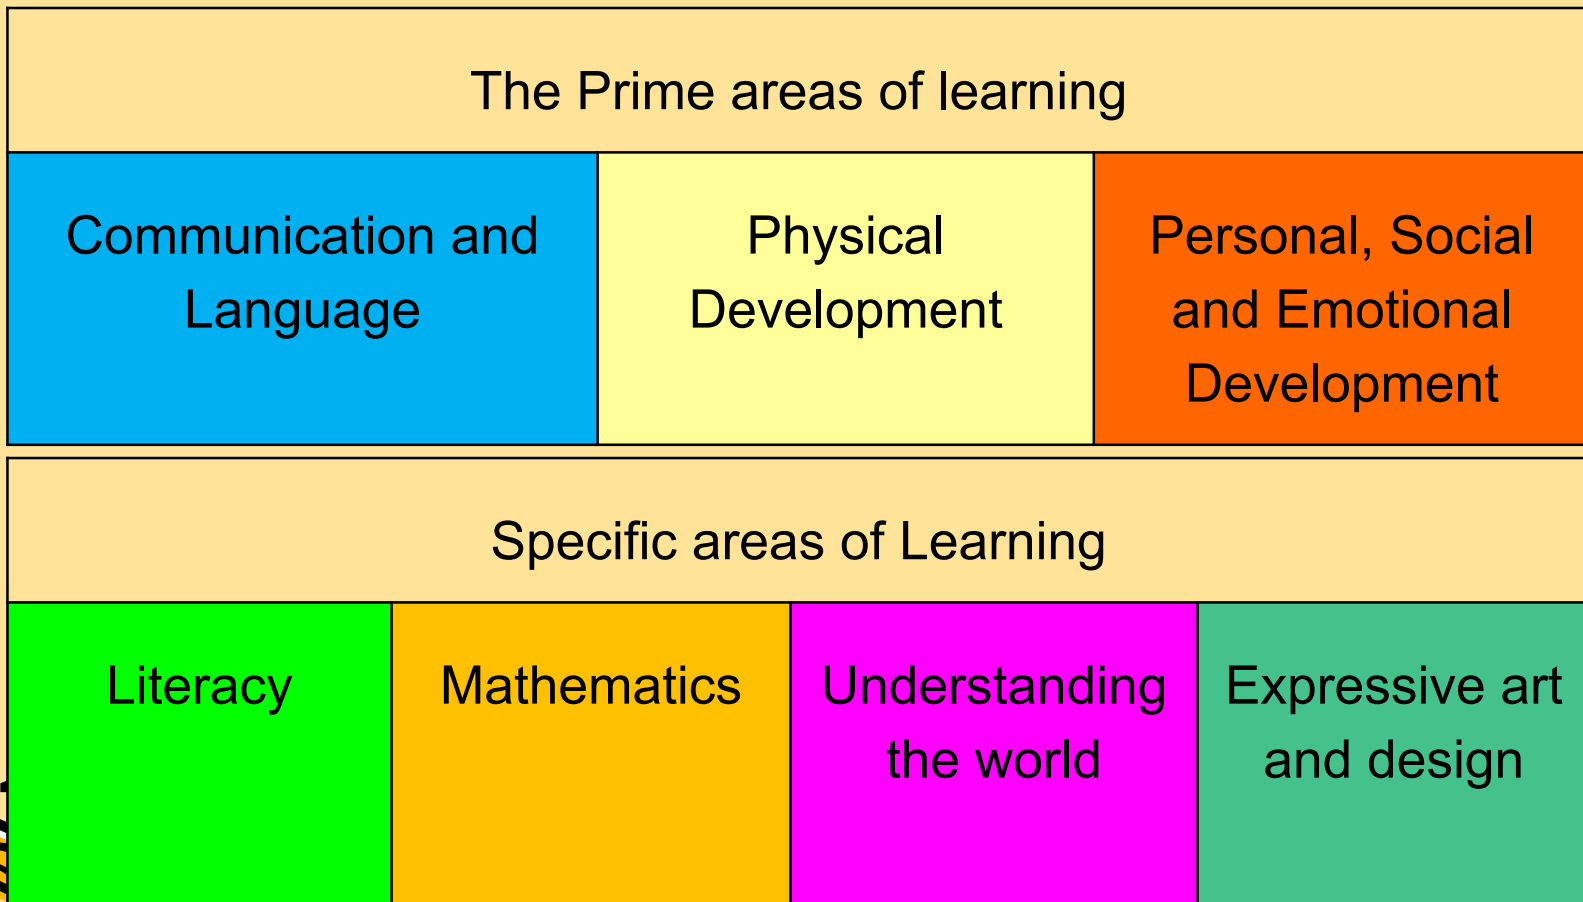 The Prime areas of learning
Communication and
Language
Physical
Development
Personal, Social
and Emotional
Development
Specific areas of Learning
Literacy
Mathematics
Understanding
the world
Expressive art
and design